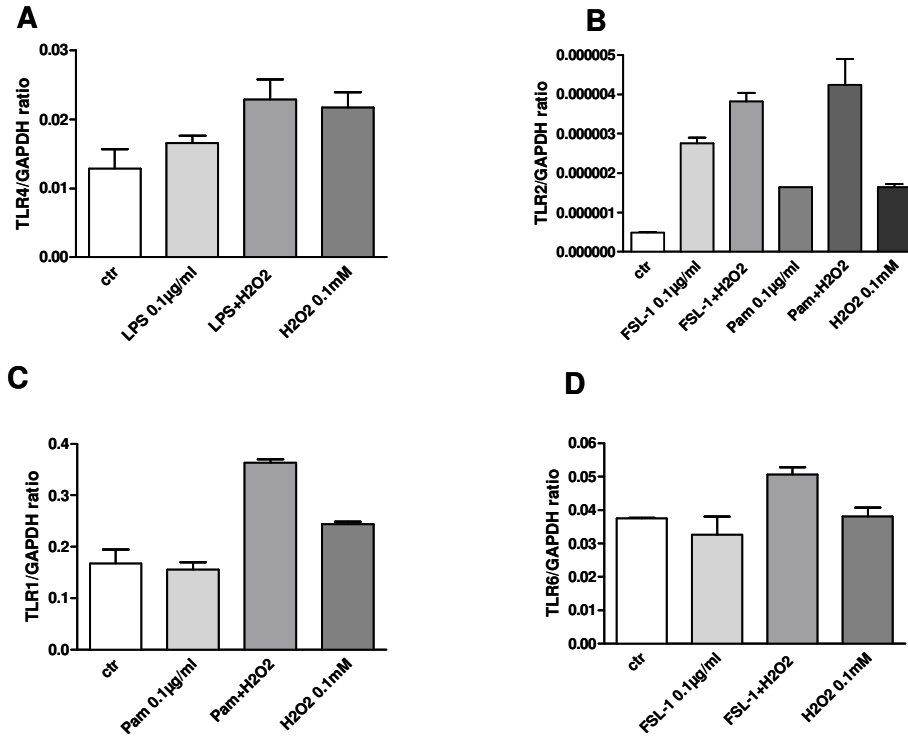 A
TLR4/GAPDH ratio
0.03
0.02
0.01
0.00
ctr
LPS 0.1µg/ml
LPS+H2O2
H2O2 0.1mM
B
TLR2/GAPDH ratio
0.000005
0.000004
0.000003
0.000002
0.000001
0.000000
ctr
FSL-1 0.1µg/ml
FSL-1+H2O2
Pam 0.1µg/ml
Pam+H2O2
H2O2 0.1mM
C
TLR1/GAPDH ratio
0.4
0.3
0.2
0.1
0.0
ctr
Pam 0.1µg/ml
Pam+H2O2
H2O2 0.1mM
D
TLR6/GAPDH ratio
0.06
0.05
0.04
0.03
0.02
0.01
0.00
ctr
FSL-1 0.1µg/ml
FSL-1+H2O2
H2O2 0.1mM